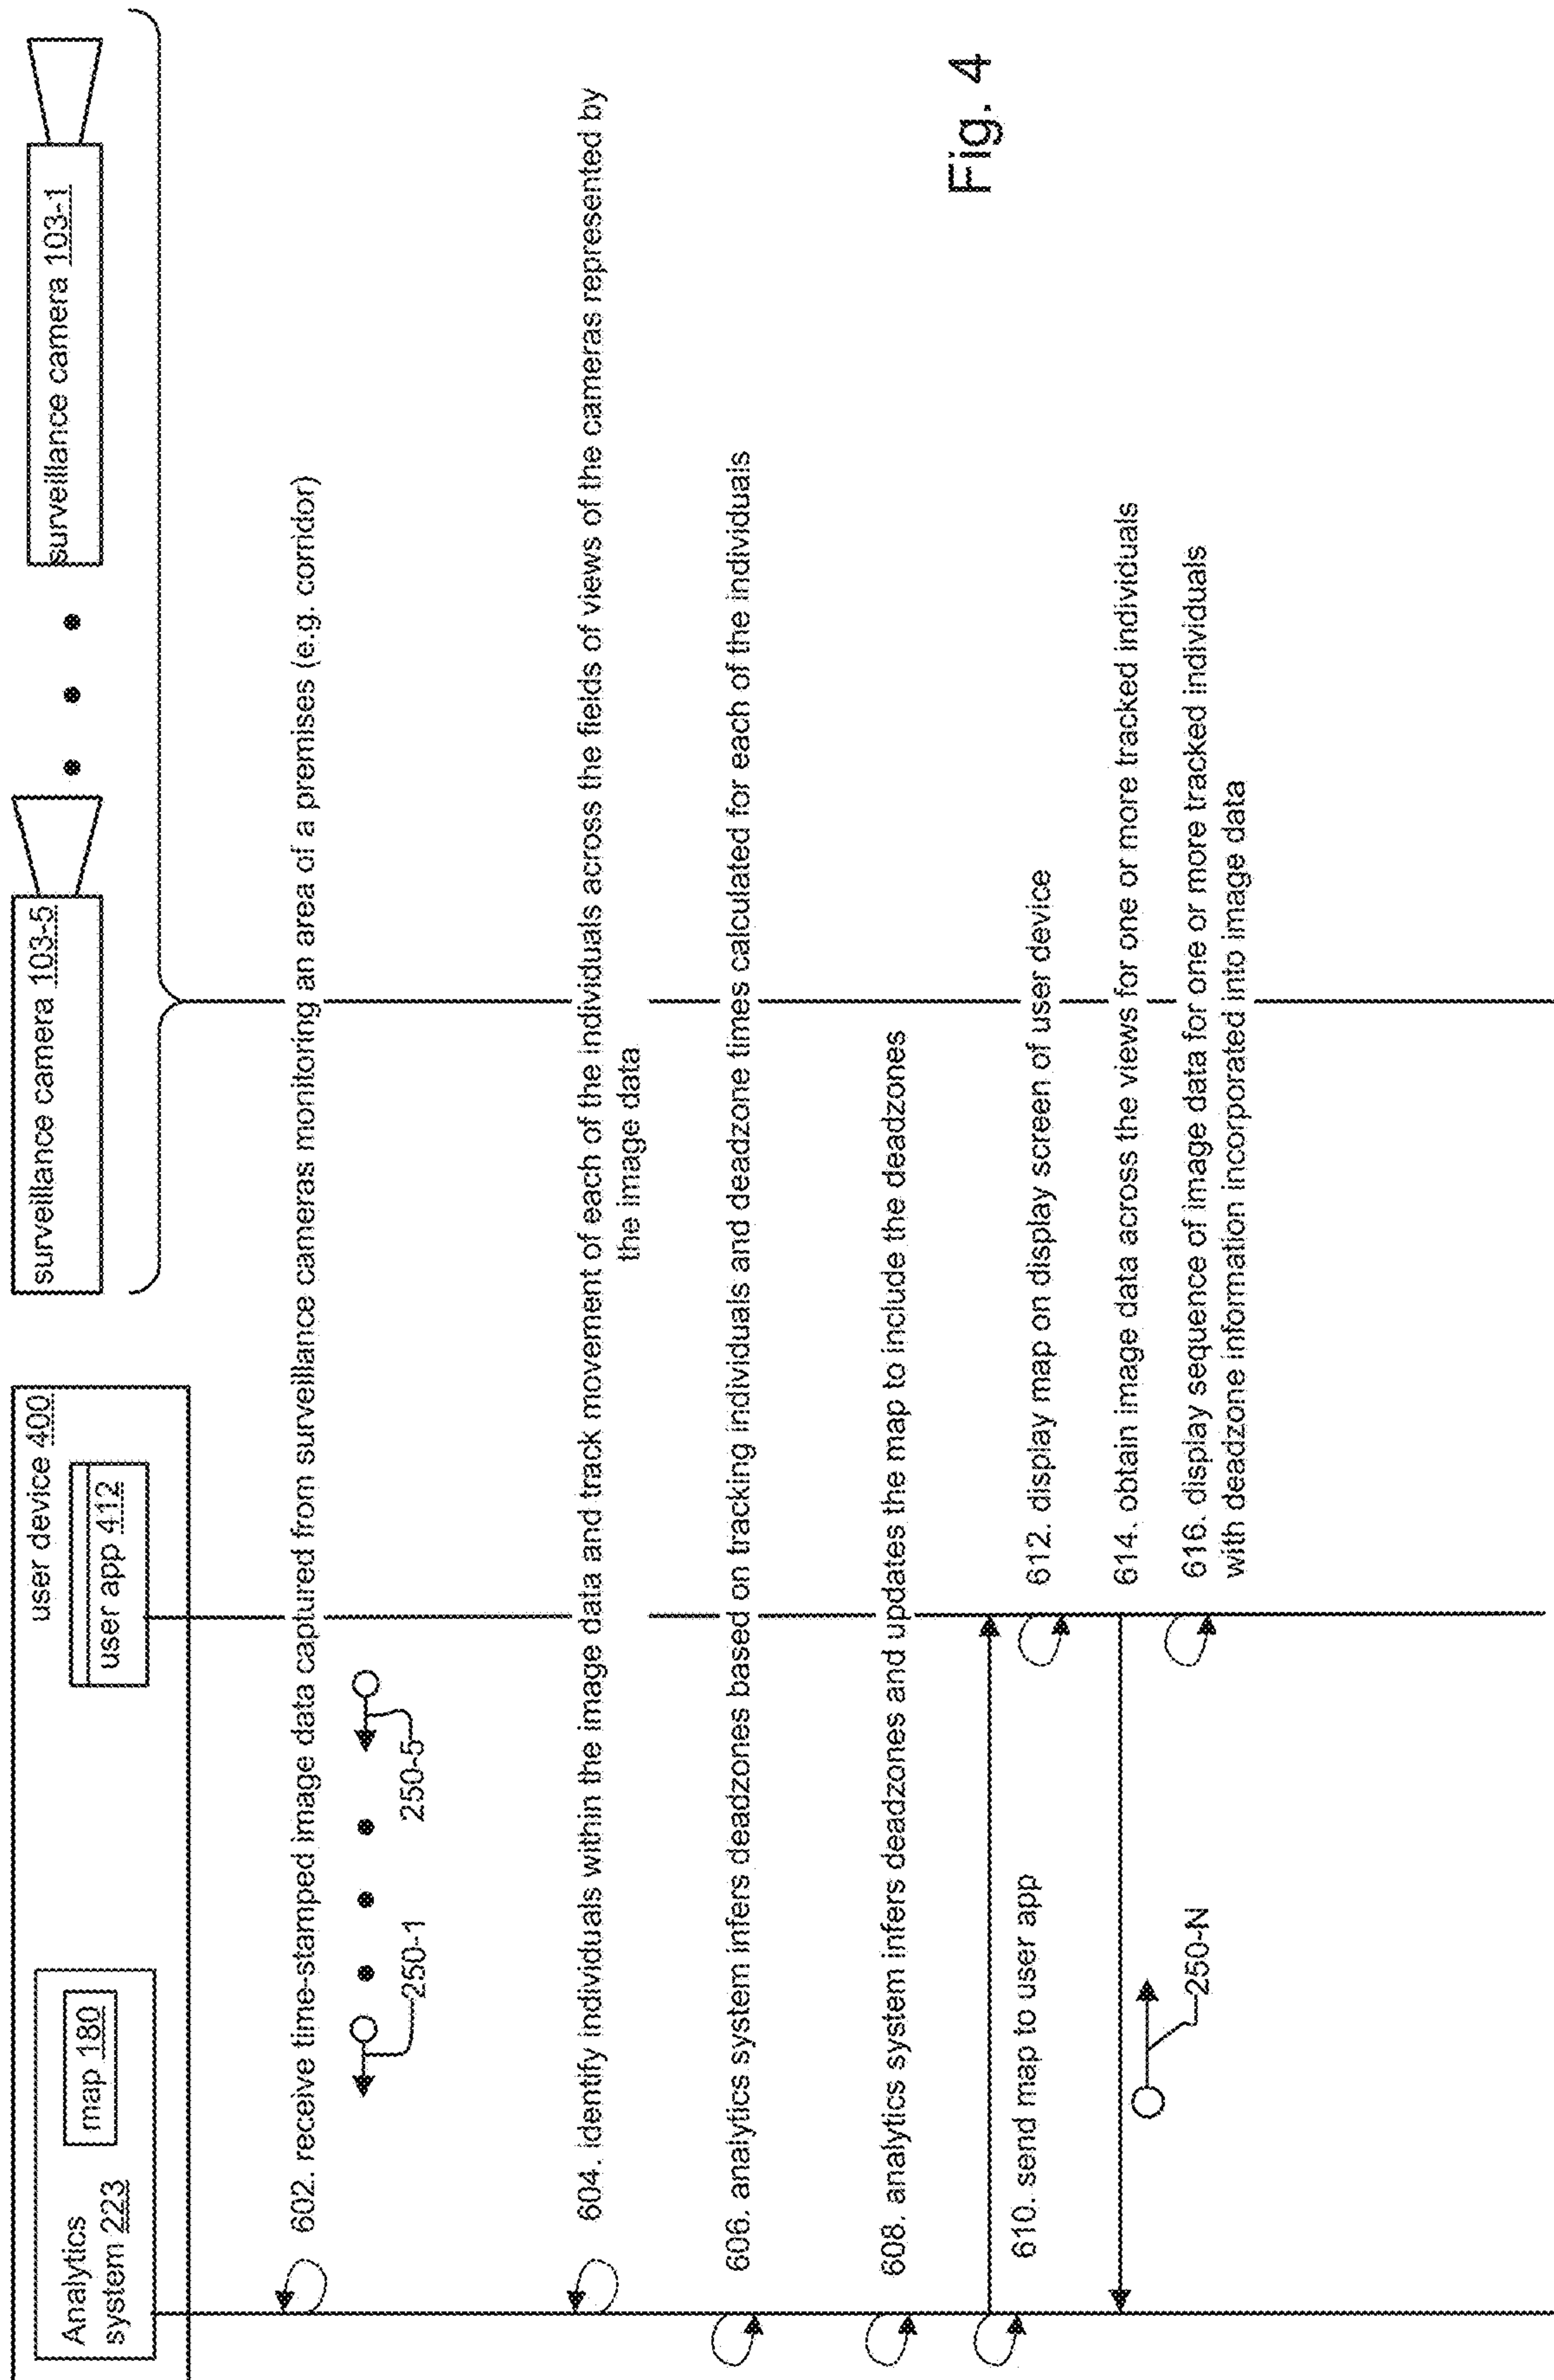 Analytics
system 223
map 180
user device 400
user app 412
surveillance camera 103-5
surveillance camera 103-1
602. receive time-stamped image data captured from surveillance cameras monitoring an area of a premises (e.g. corridor)
250-1
250-5
604. identify individuals within the image data and track movement of each of the individuals across the fields of views of the cameras represented by
the image data
606. analytics system infers deadzones based on tracking individuals and deadzone times calculated for each of the individuals
608. analytics system infers deadzones and updates the map to include the deadzones
610. send map to user app
612. display map on display screen of user device
614. obtain image data across the views for one or more tracked individuals
250-N
616. display sequence of image data for one or more tracked individuals
with deadzone information incorporated into image data
Fig. 4